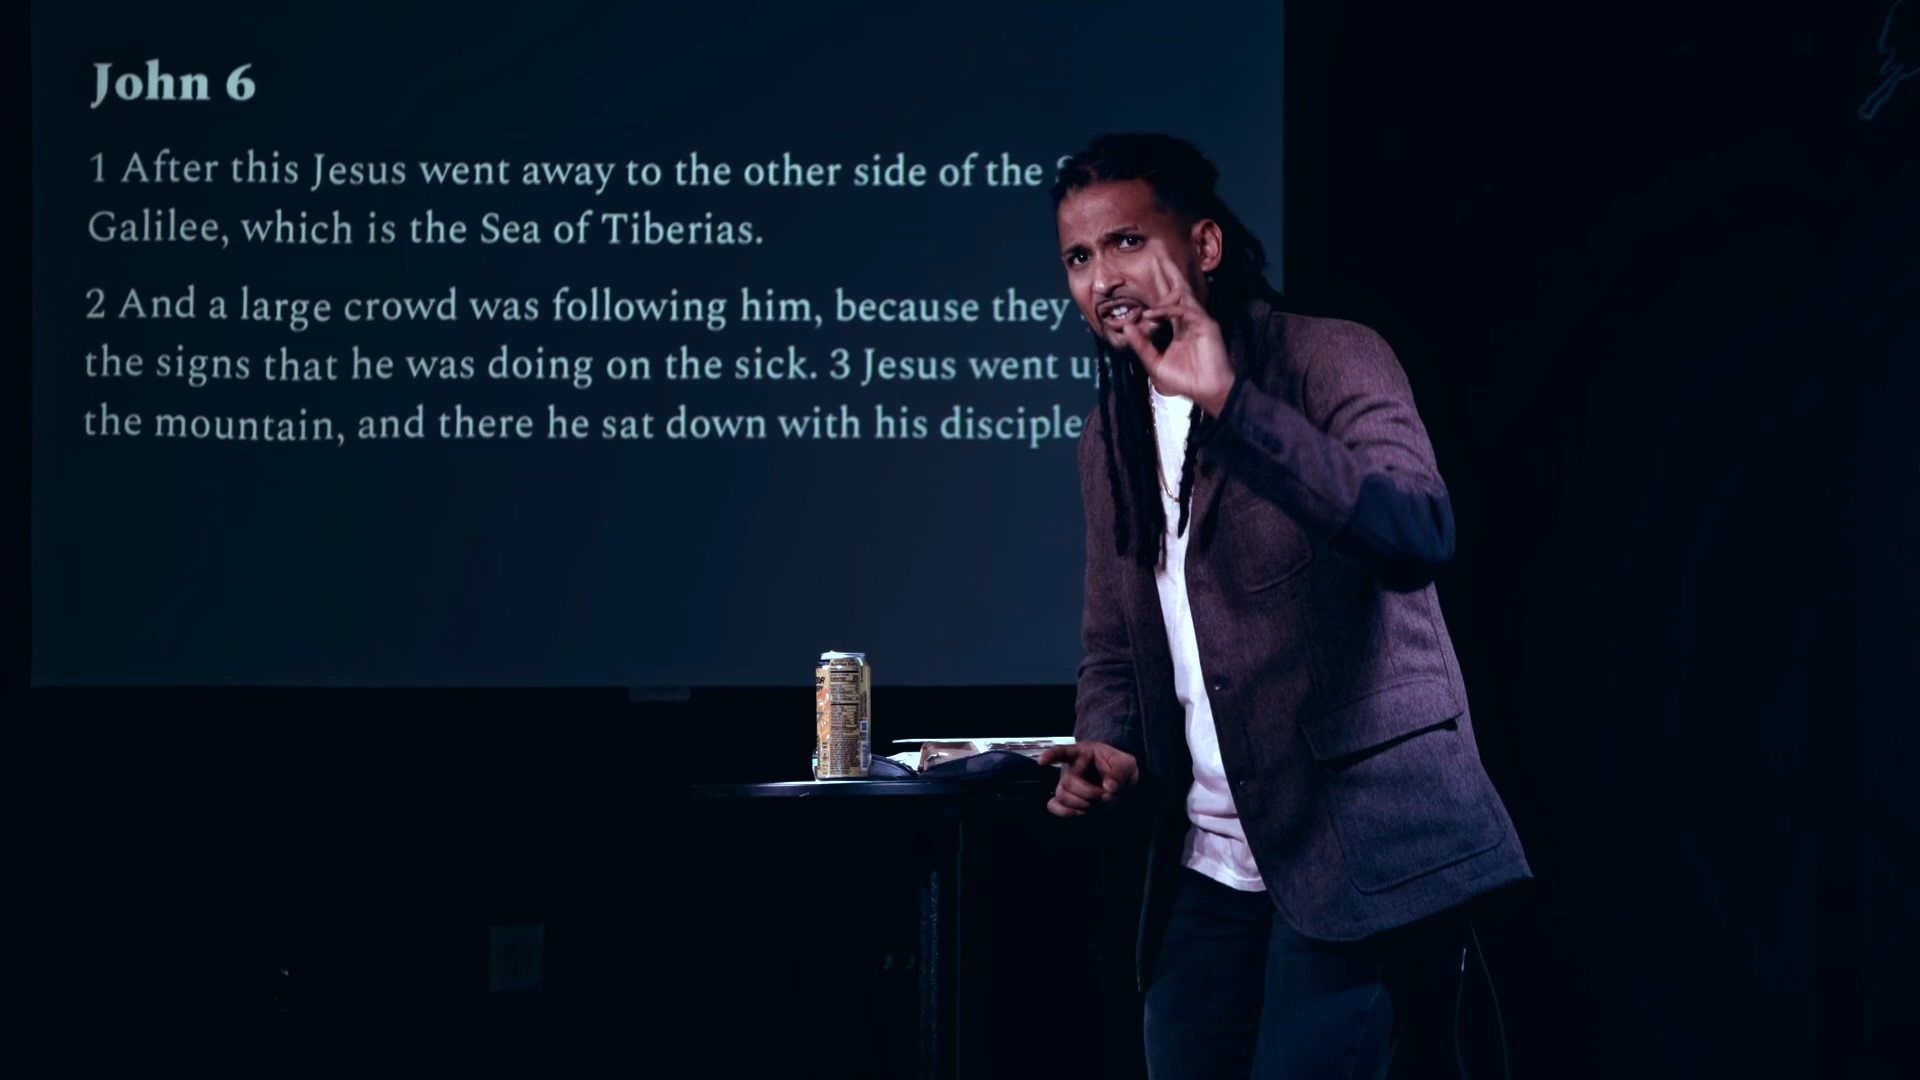 John 6
1 After this Jesus went away to the other side of the
Galilee, which is the Sea of Tiberias.
2 And a large crowd was following him, because they
the signs that he was doing on the sick. 3 Jesus went up
the mountain, and there he sat down with his disciple